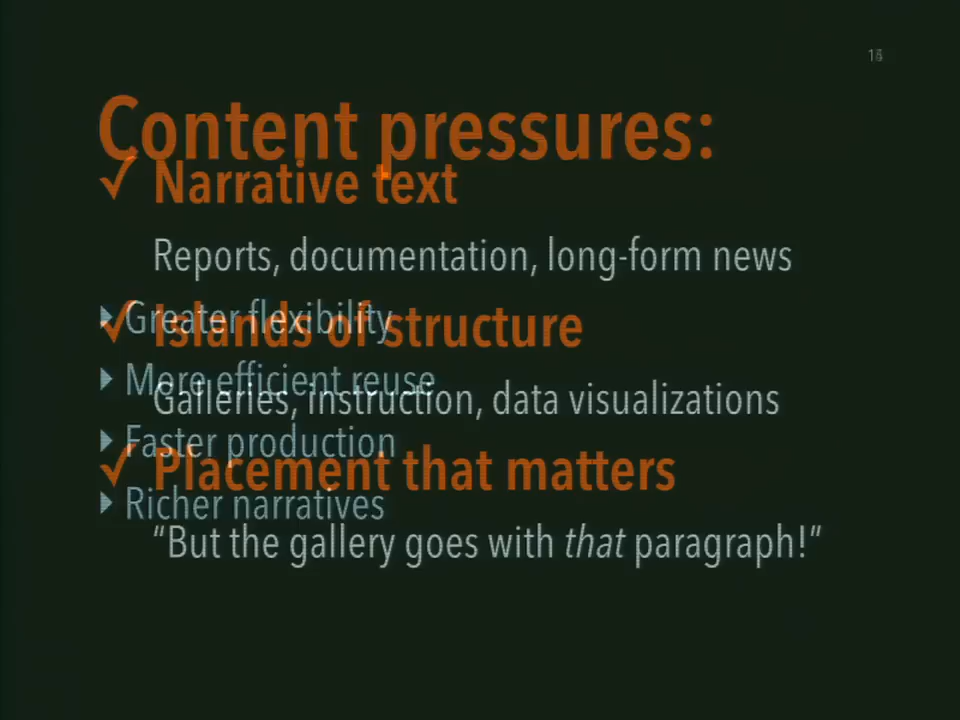 Content pressures:
✓ Narrative text
Reports, documentation, long-form news
Greater flexibility
✓ Islands of structure
More efficient reuse
Galleries, instruction, data visualizations
Faster production
✓ Placement that matters
Richer narratives
“But the gallery goes with that paragraph!”